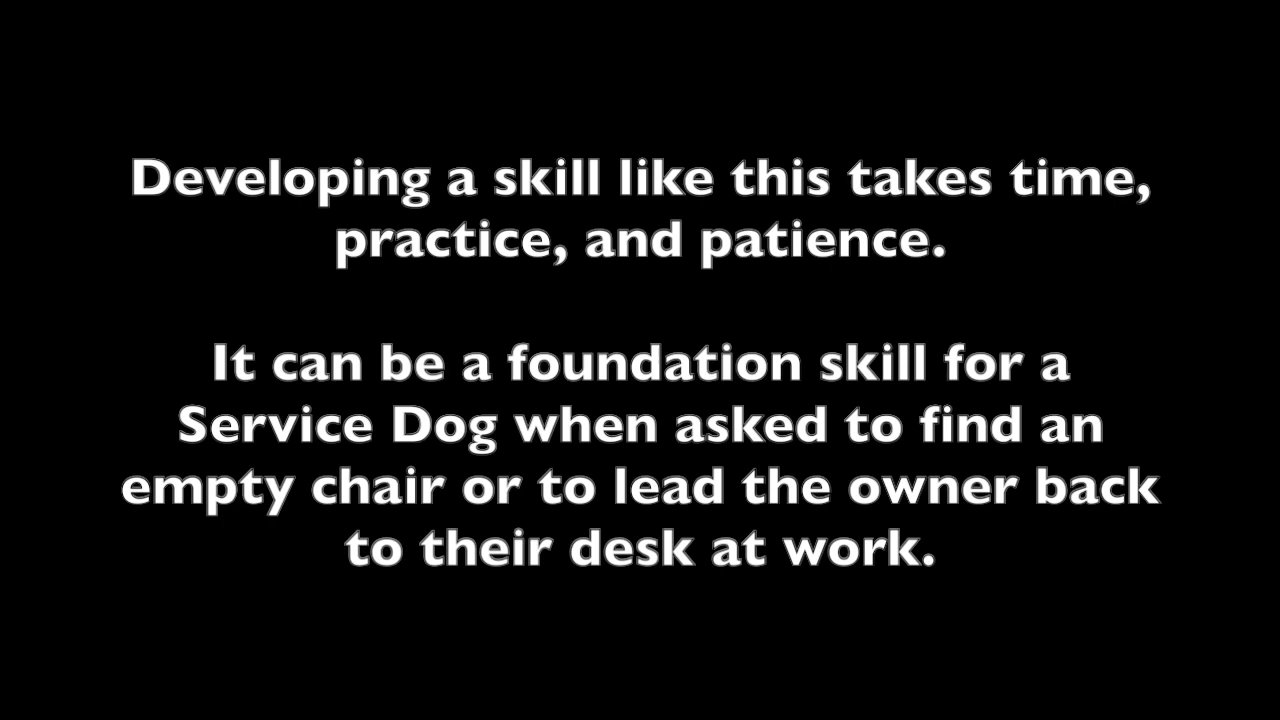 Developing a skill like this takes time,
practice, and patience.
It can be a foundation skill for a
Service Dog when asked to find an
empty chair or to lead the owner back
to their desk at work.